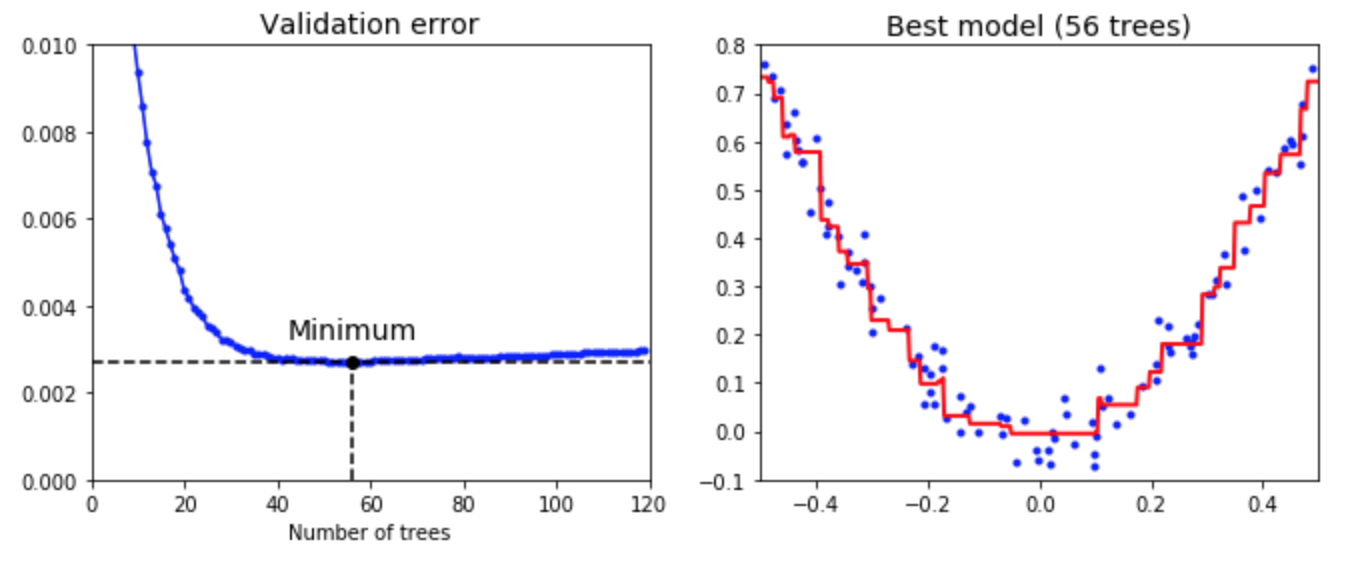 Validation error
0.010
0.008
0.006
0.004
0.002
0.000
Minimum
0 20 40 60 80 100 120
Number of trees
Best model (56 trees)
0.8
0.7
0.6
0.5
0.4
0.3
0.2
0.1
0.0
−0.1
−0.4 −0.2 0.0 0.2 0.4